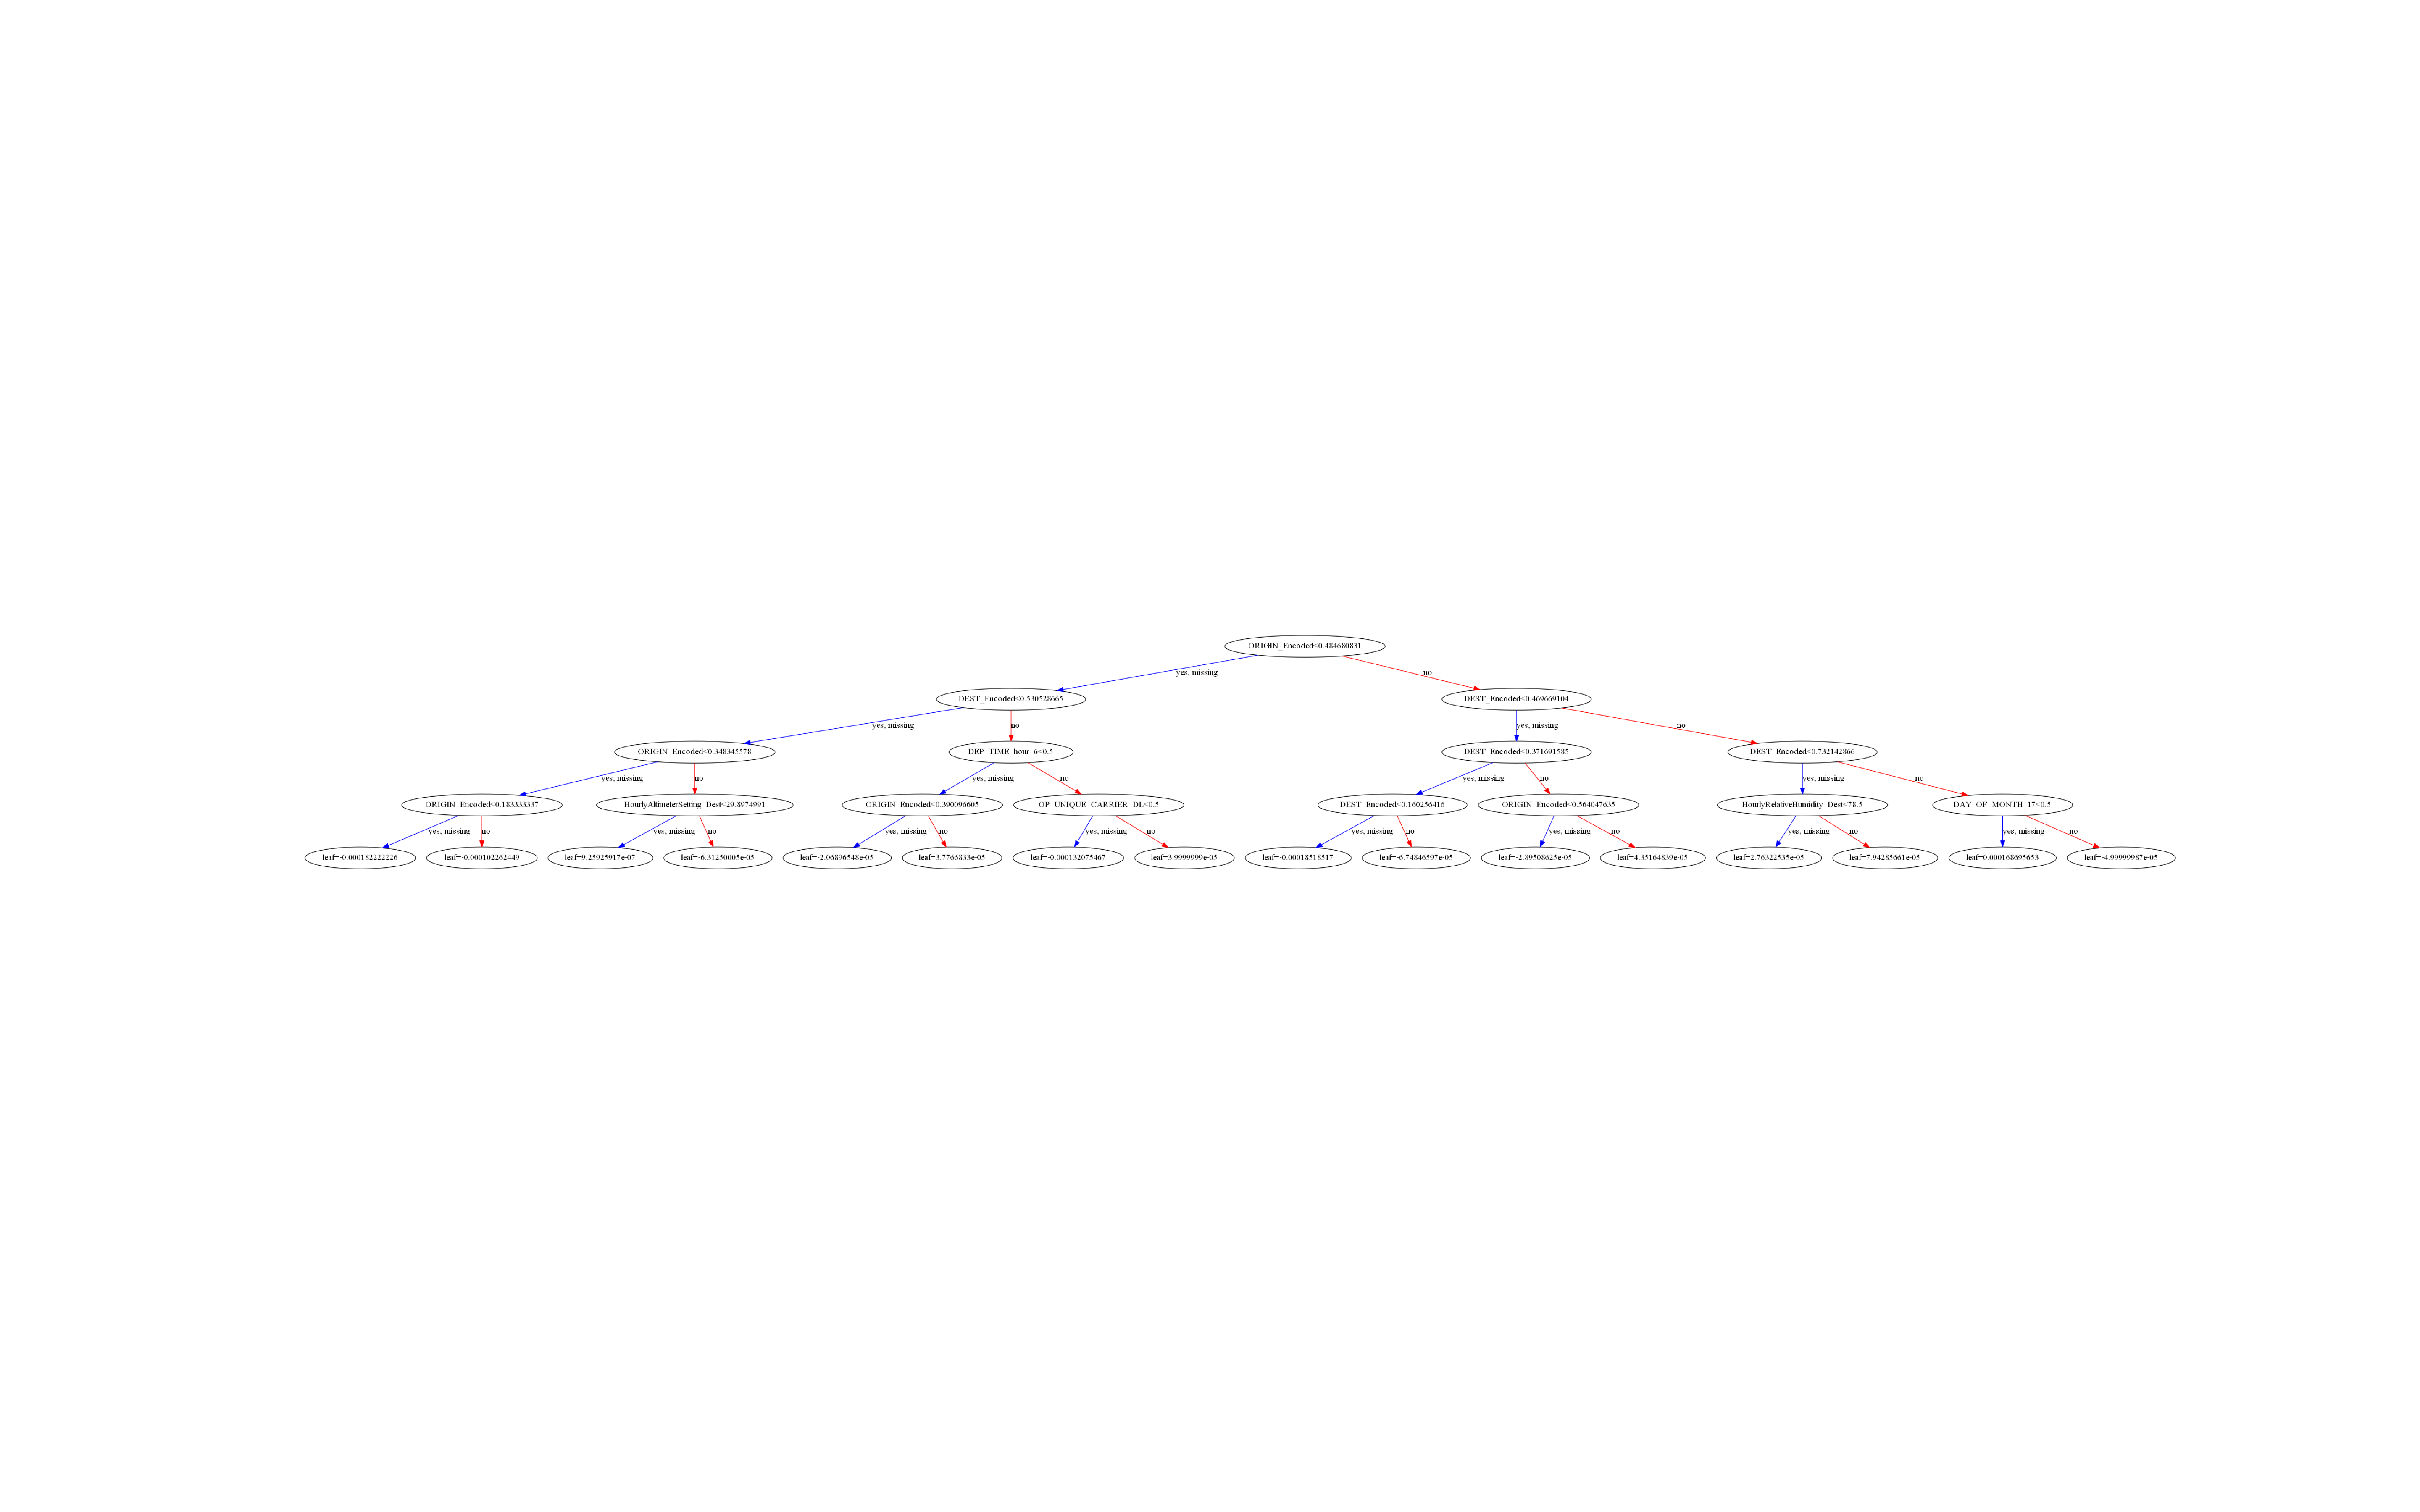 ORIGIN_Encoded<0.484680831
yes, missing
no
DEST_Encoded<0.530528665
DEST_Encoded<0.469669104
yes, missing
no
yes, missing
no
ORIGIN_Encoded<0.348345578
DEP_TIME_hour_6<0.5
DEST_Encoded<0.371691585
DEST_Encoded<0.732142866
yes, missing
no
yes, missing
no
yes, missing
no
yes, missing
no
ORIGIN_Encoded<0.183333337
HourlyAltimeterSetting_Dest<29.8974991
ORIGIN_Encoded<0.390096605
OP_UNIQUE_CARRIER_DL<0.5
DEST_Encoded<0.160256416
ORIGIN_Encoded<0.564047635
HourlyRelativeHumidity_Dest<78.5
DAY_OF_MONTH_17<0.5
yes, missing
no
yes, missing
no
yes, missing
no
yes, missing
no
yes, missing
no
yes, missing
no
yes, missing
no
yes, missing
no
leaf=-0.000182222226
leaf=-0.000102262449
leaf=9.25925917e-07
leaf=-6.31250005e-05
leaf=-2.06896548e-05
leaf=3.7766833e-05
leaf=-0.000132075467
leaf=3.9999999e-05
leaf=-0.00018518517
leaf=-6.74846597e-05
leaf=-2.89508625e-05
leaf=4.35164839e-05
leaf=2.76322535e-05
leaf=7.94285661e-05
leaf=0.000168695653
leaf=-4.99999987e-05